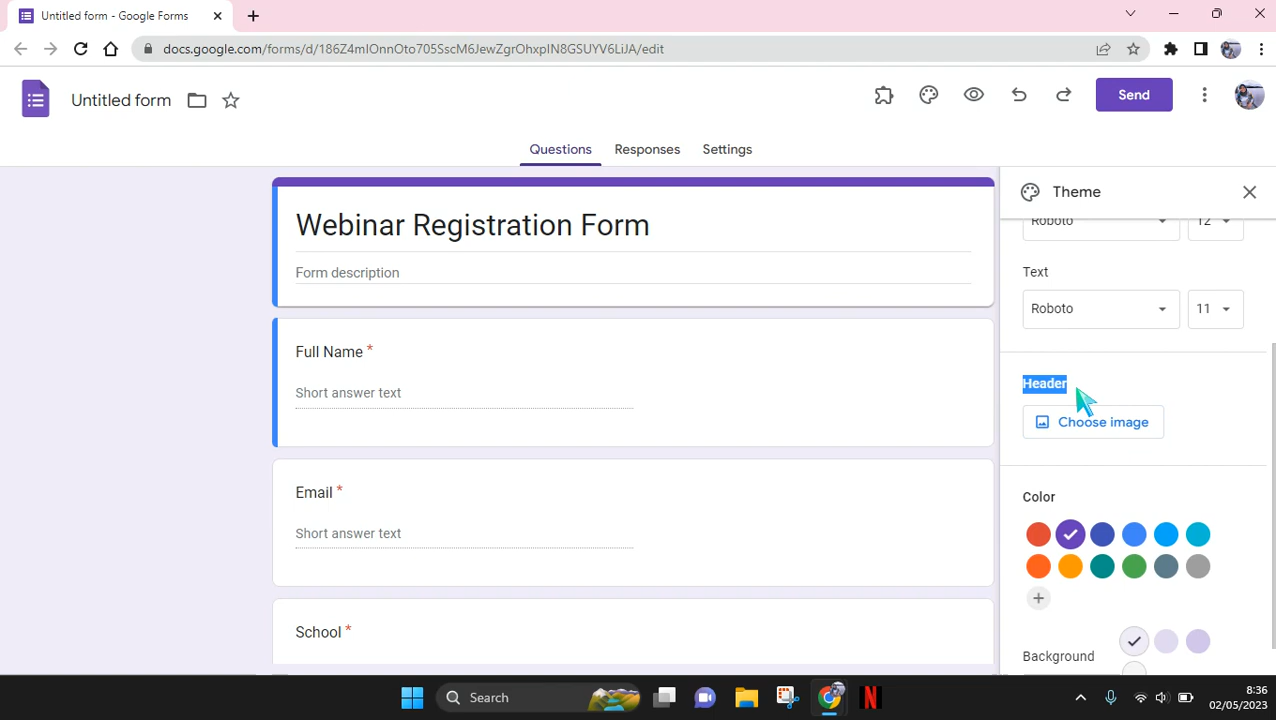 Untitled form - Google Forms
docs.google.com/forms/d/186Z4mIOnnOto705SscM6JewZgrOhxpIN8GSUYV6LiJA/edit
Untitled form
Send
Questions Responses Settings
Theme
Roboto 12
Webinar Registration Form
Form description
Text
Roboto 11
Full Name *
Short answer text
Header
Choose image
Email *
Short answer text
Color
School *
Background
Search
8:36
02/05/2023